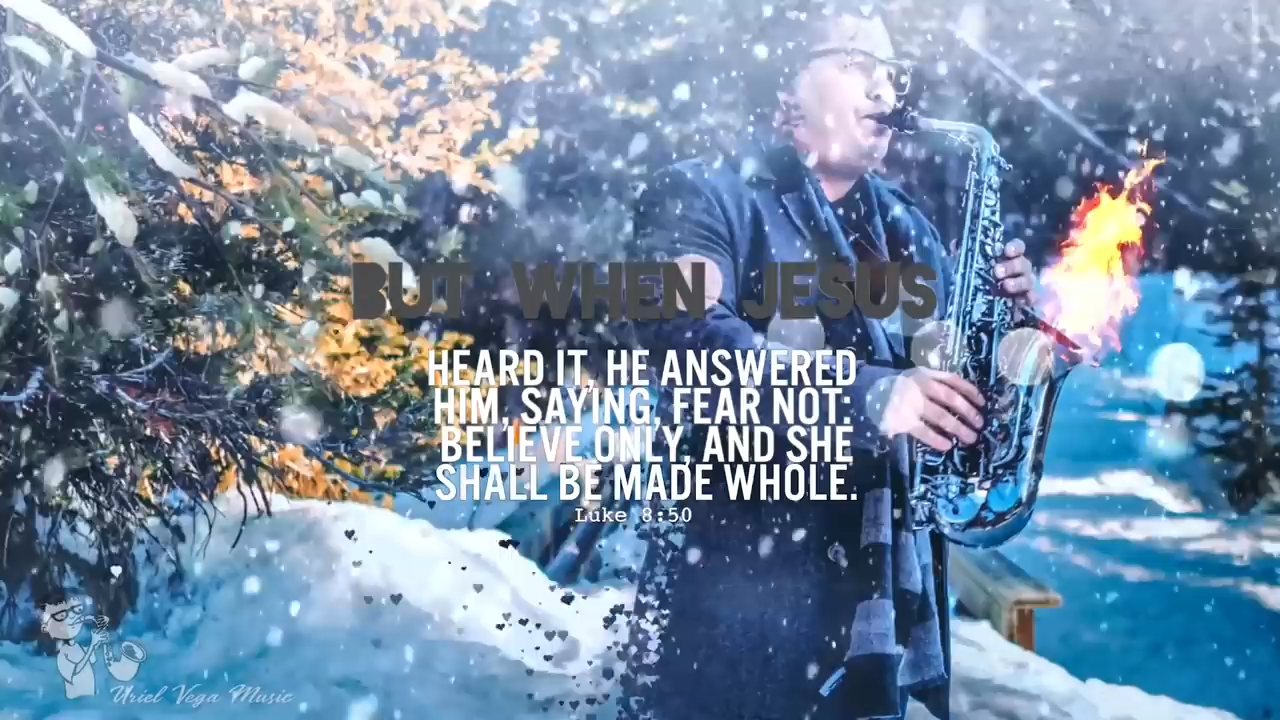 BUT WHEN JESUS
HEARD IT, HE ANSWERED
HIM, SAYING, FEAR NOT:
BELIEVE ONLY, AND SHE
SHALL BE MADE WHOLE.
Luke 8:50
Uriel Vega Music